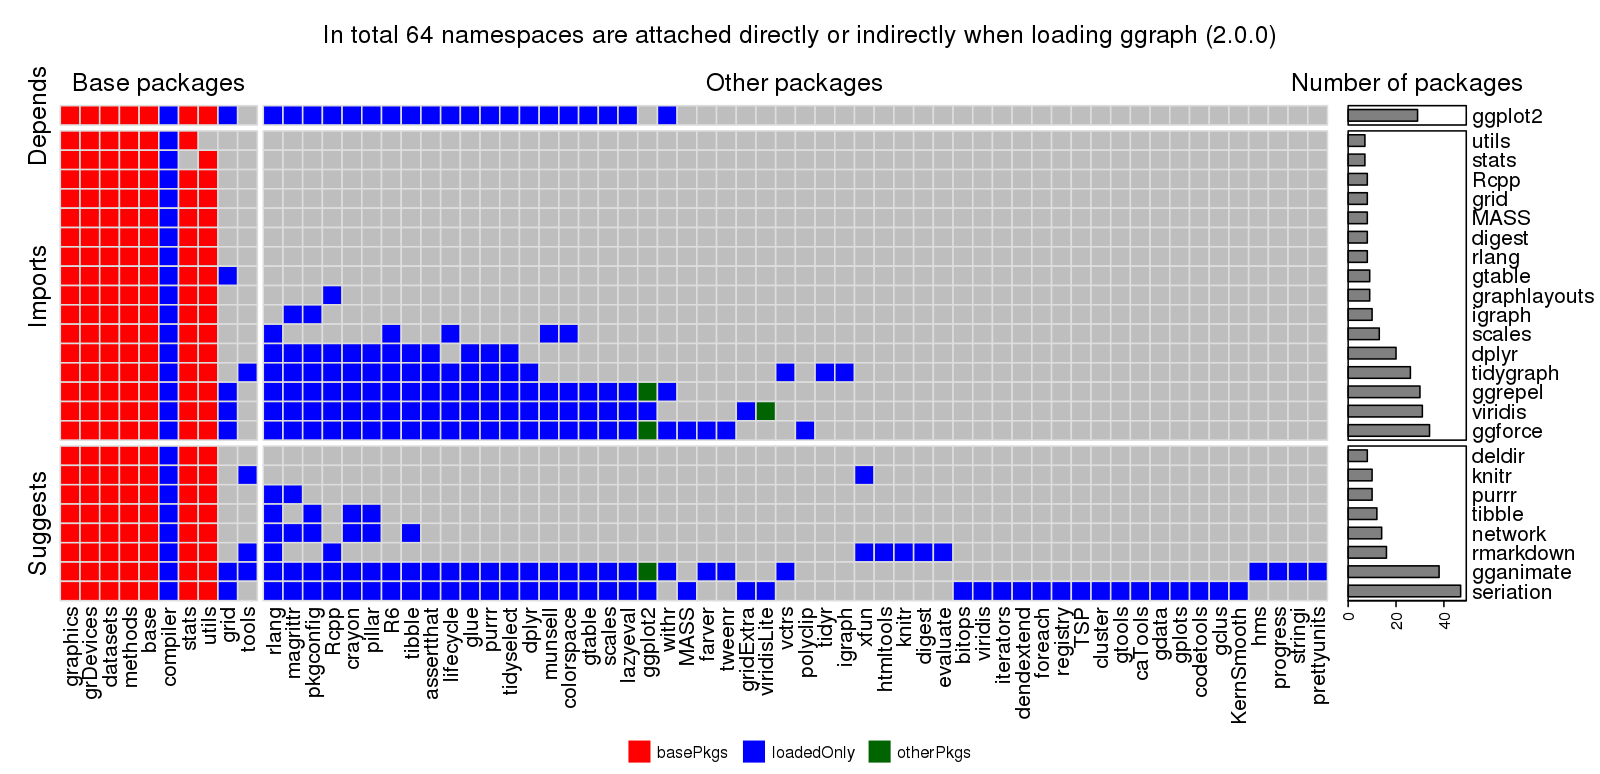 In total 64 namespaces are attached directly or indirectly when loading ggraph (2.0.0)
Base packages
Other packages
Number of packages
Depends
Imports
Suggests
ggplot2
utils
stats
Rcpp
grid
MASS
digest
rlang
gtable
graphlayouts
igraph
scales
dplyr
tidygraph
ggrepel
viridis
ggforce
deldir
knitr
purrr
tibble
network
rmarkdown
gganimate
seriation
0
20
40
graphics
grDevices
datasets
methods
base
compiler
stats
utils
grid
tools
rlang
magrittr
pkgconfig
Rcpp
crayon
pillar
R6
tibble
assertthat
lifecycle
glue
purrr
tidyselect
dplyr
munsell
colorspace
gtable
scales
lazyeval
ggplot2
withr
MASS
farver
tweenr
gridExtra
viridisLite
vctrs
polyclip
tidyr
igraph
xfun
htmltools
knitr
digest
evaluate
bitops
viridis
iterators
dendextend
foreach
registry
TSP
cluster
gtools
caTools
gdata
gplots
codetools
gclus
KernSmooth
hms
progress
stringi
prettyunits
basePkgs
loadedOnly
otherPkgs